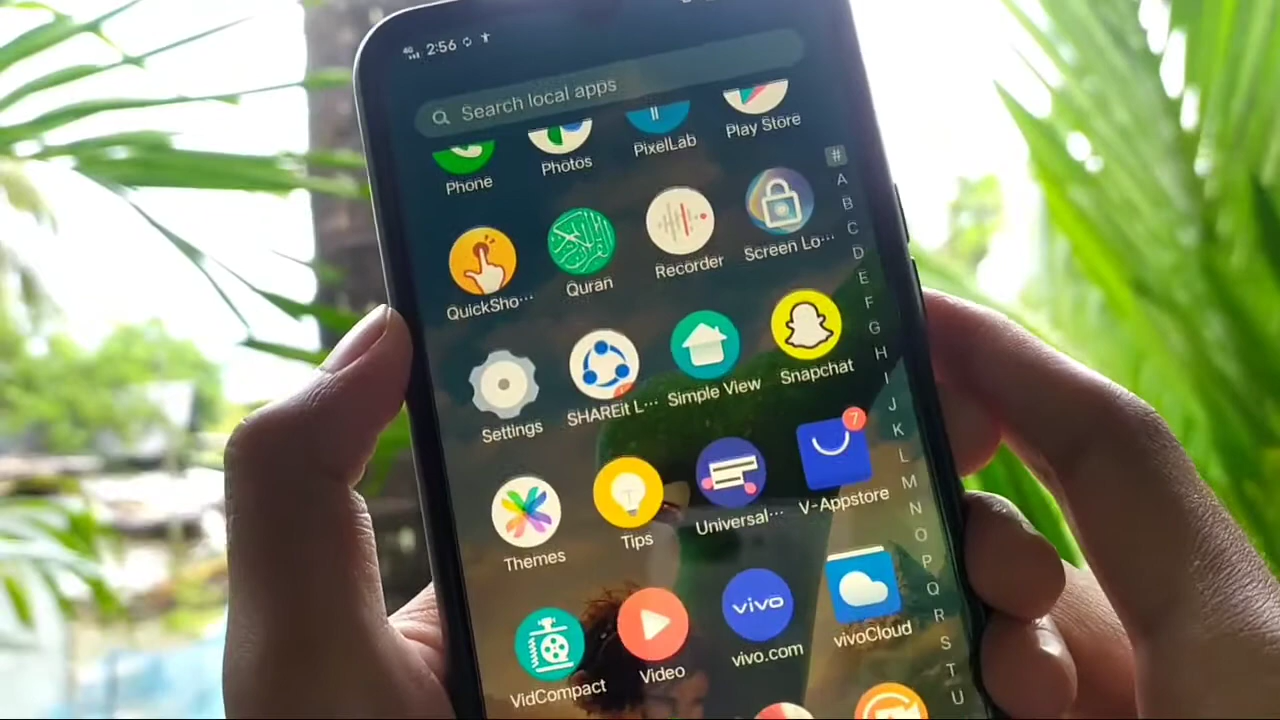 4G 2:56
Search local apps
Phone Photos PixelLab Play Store
QuickSho··· Quran Recorder Screen Lo···
Settings SHAREit L··· Simple View Snapchat
7
Themes Tips Universal··· V-Appstore
vivo
VidCompact Video vivo.com vivoCloud
#
A
B
C
D
E
F
G
H
I
J
K
L
M
N
O
P
Q
R
S
T
U